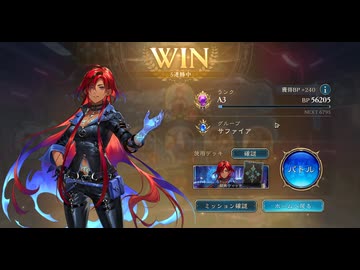 WIN
5連勝中
ランク
獲得BP +240
A3
BP 56205
NEXT 6795
グループ
サファイア
使用デッキ
確認
バトル
ミッション確認
ホームへ戻る